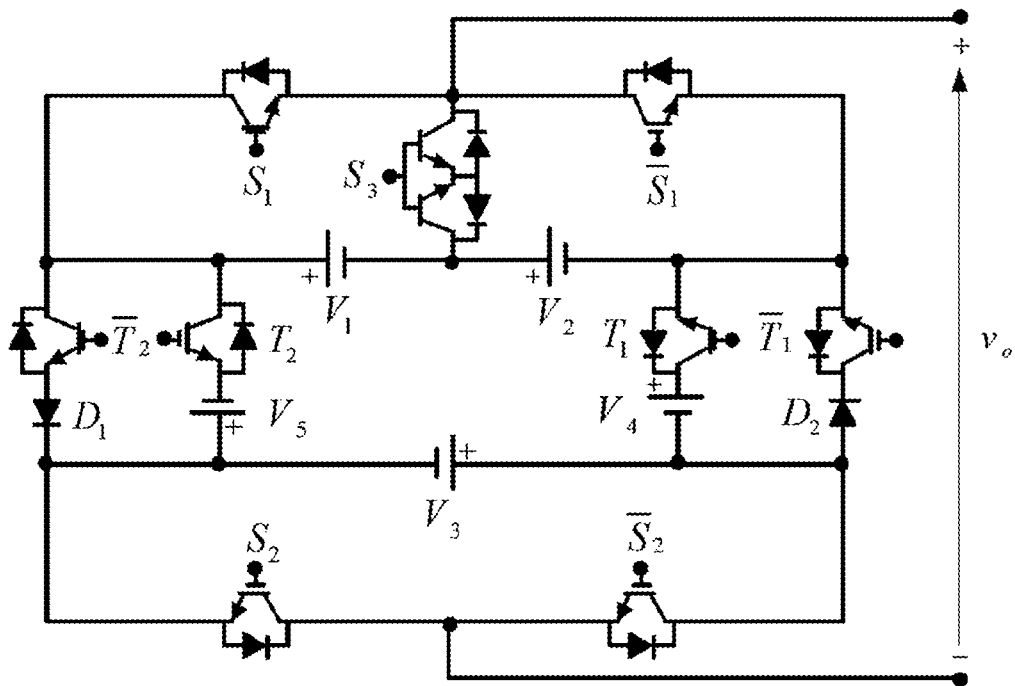 +
S̅₁
S₁
S₃
+ V₁
+ V₂
T̅₂
T₂
T₁
T̅₁
vₒ
D₁
+ V₅
+ V₄
D₂
+
V₃
S₂
S̅₂
−